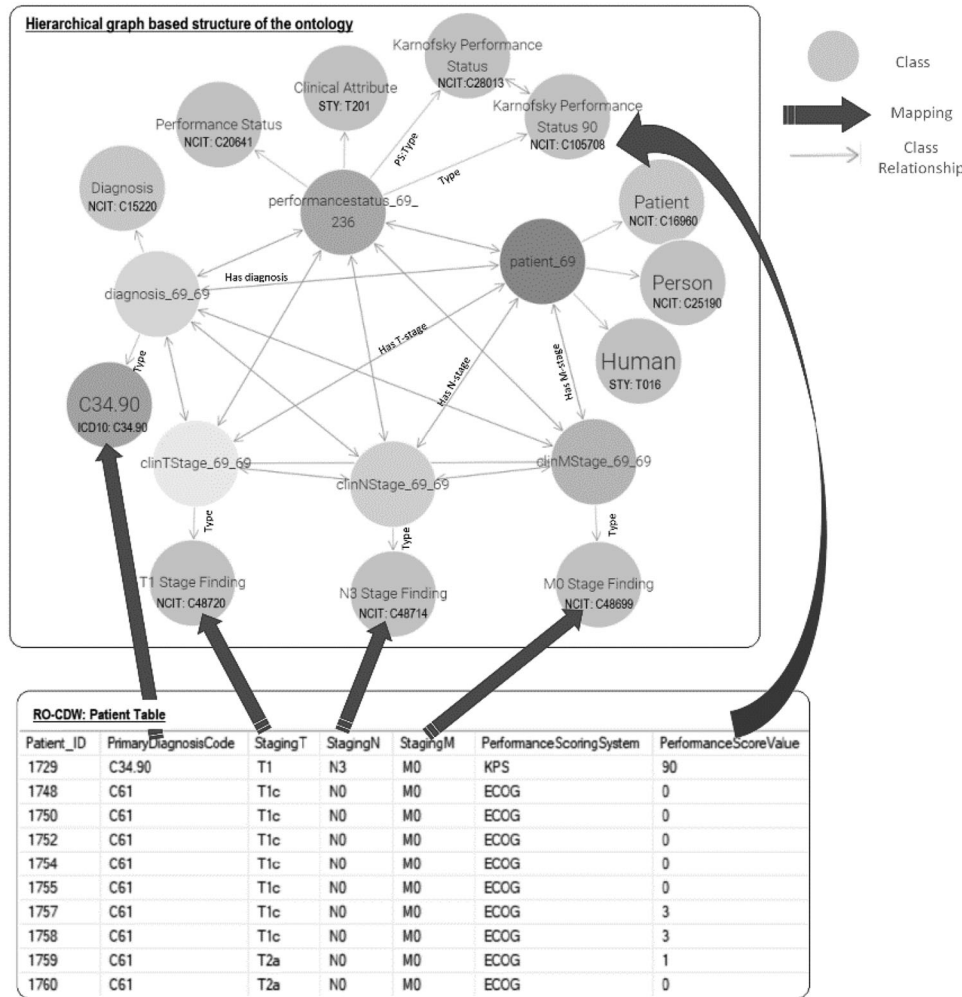 Hierarchical graph based structure of the ontology
Karnofsky Performance
Status
NCIT:C28013
Class
Clinical Attribute
STY: T201
Karnofsky Performance
Status 90
NCIT: C105708
Mapping
Performance Status
NCIT: C20641
PS:Type
Type
Class
Relationship
Diagnosis
NCIT: C15220
performancestatus_69_
236
Patient
NCIT: C16960
patient_69
Has diagnosis
Person
NCIT: C25190
diagnosis_69_69
Has T-stage
Has N-stage
Has M-stage
Human
STY: T016
Type
C34.90
ICD10: C34.90
clinTStage_69_69
clinNStage_69_69
clinMStage_69_69
Type
Type
Type
T1 Stage Finding
NCIT: C48720
N3 Stage Finding
NCIT: C48714
M0 Stage Finding
NCIT: C48699
RO-CDW: Patient Table
Patient_ID PrimaryDiagnosisCode StagingT StagingN StagingM PerformanceScoringSystem PerformanceScoreValue
1729 C34.90 T1 N3 M0 KPS 90
1748 C61 T1c N0 M0 ECOG 0
1750 C61 T1c N0 M0 ECOG 0
1752 C61 T1c N0 M0 ECOG 0
1754 C61 T1c N0 M0 ECOG 0
1755 C61 T1c N0 M0 ECOG 0
1757 C61 T1c N0 M0 ECOG 3
1758 C61 T1c N0 M0 ECOG 3
1759 C61 T2a N0 M0 ECOG 1
1760 C61 T2a N0 M0 ECOG 0